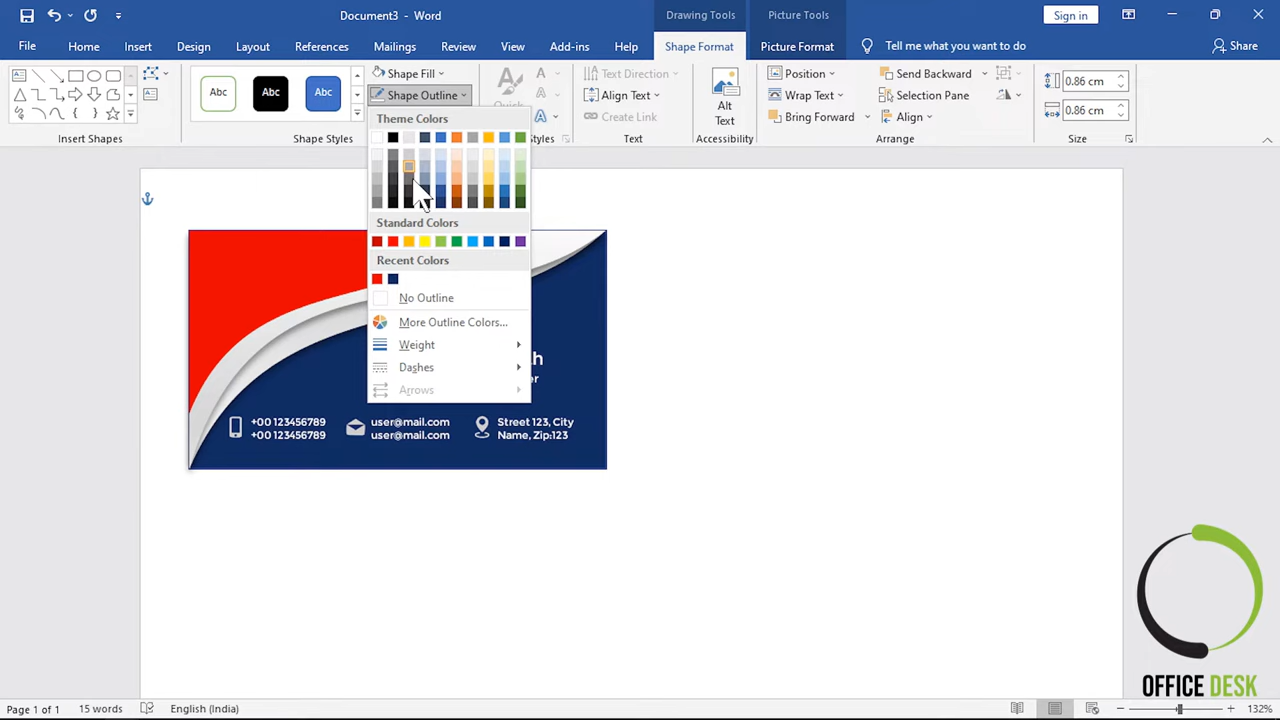 Document3 - Word
Drawing Tools
Picture Tools
Sign in
File
Home
Insert
Design
Layout
References
Mailings
Review
View
Add-ins
Help
Shape Format
Picture Format
Tell me what you want to do
Share
Abc
Abc
Abc
Shape Fill
Shape Outline
Quick
Text Direction
Align Text
Create Link
Alt
Text
Position
Wrap Text
Bring Forward
Send Backward
Selection Pane
Align
0.86 cm
0.86 cm
Insert Shapes
Shape Styles
Text
Accessibility
Arrange
Size
Theme Colors
Standard Colors
Recent Colors
No Outline
More Outline Colors...
Weight
Dashes
Arrows
+00 123456789
+00 123456789
user@mail.com
user@mail.com
Street 123, City
Name, Zip:123
OFFICE DESK
Page 1 of 1
15 words
English (India)
132%